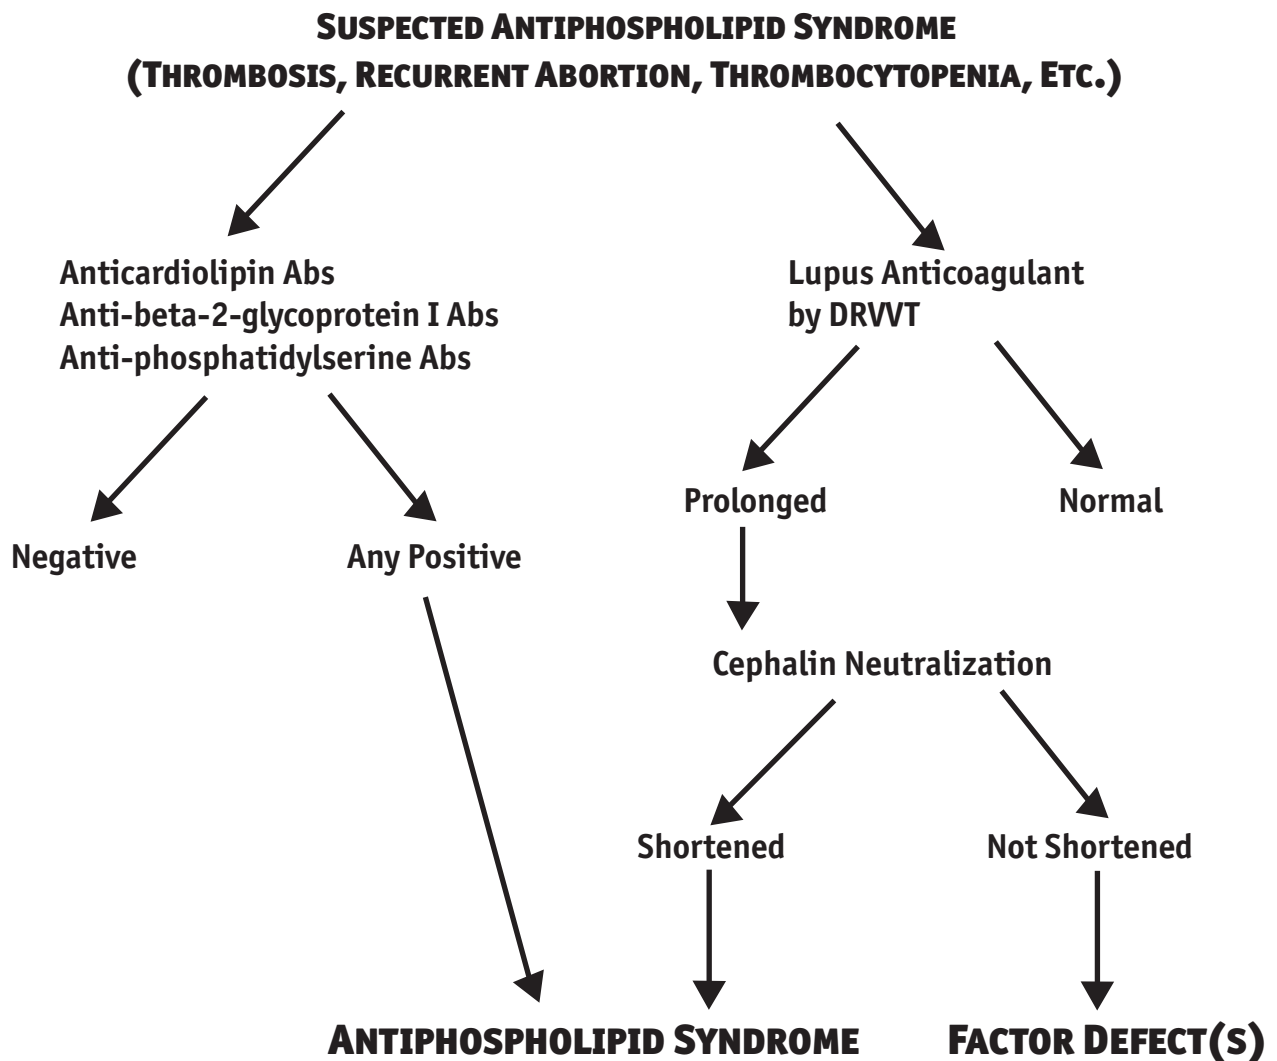 SUSPECTED ANTIPHOSPHOLIPID SYNDROME
(THROMBOSIS, RECURRENT ABORTION, THROMBOCYTOPENIA, ETC.)
Anticardiolipin Abs
Anti-beta-2-glycoprotein I Abs
Anti-phosphatidylserine Abs
Lupus Anticoagulant
by DRVVT
Negative
Any Positive
Prolonged
Normal
Cephalin Neutralization
Shortened
Not Shortened
ANTIPHOSPHOLIPID SYNDROME
FACTOR DEFECT(S)